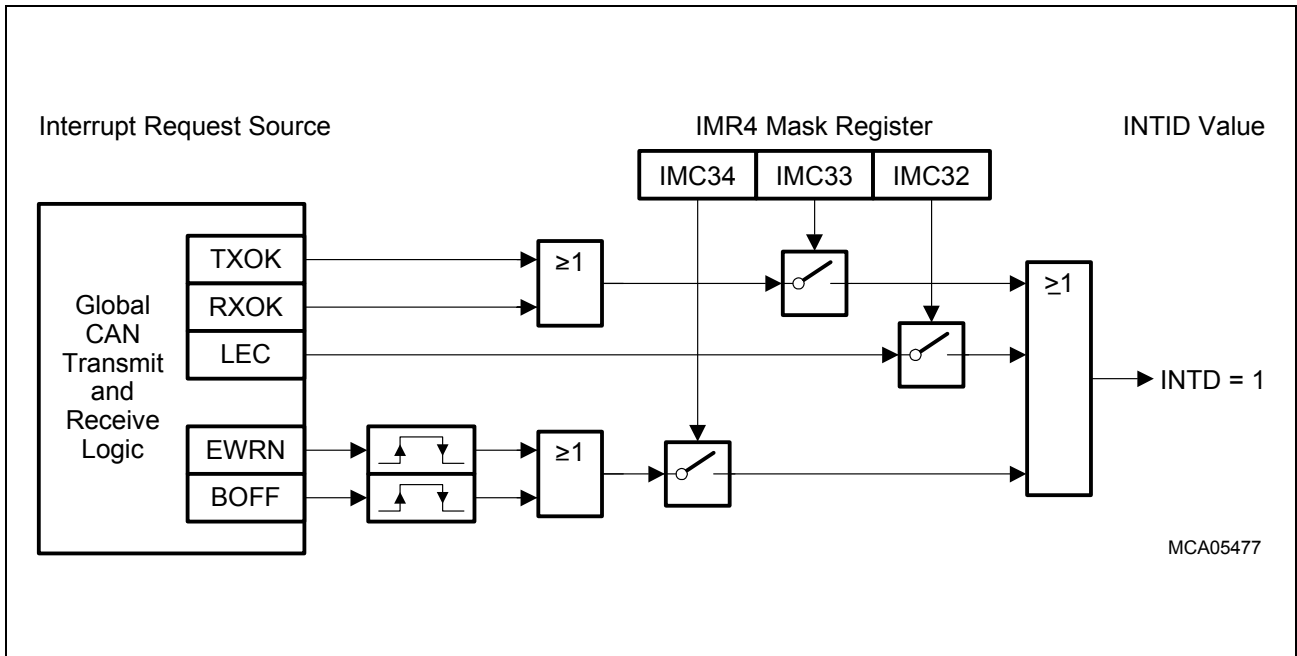 Interrupt Request Source
IMR4 Mask Register
INTID Value
IMC34
IMC33
IMC32
TXOK
RXOK
LEC
EWRN
BOFF
Global
CAN
Transmit
and
Receive
Logic
≥1
≥1
≥1
INTD = 1
MCA05477